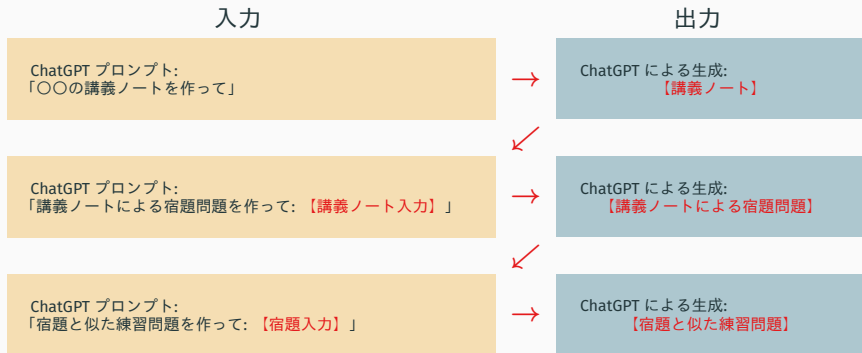 入力
出力
ChatGPT プロンプト:
「〇〇の講義ノートを作って」
ChatGPT による生成:
【講義ノート】
ChatGPT プロンプト:
「講義ノートによる宿題問題を作って: 【講義ノート入力】」
ChatGPT による生成:
【講義ノートによる宿題問題】
ChatGPT プロンプト:
「宿題と似た練習問題を作って: 【宿題入力】」
ChatGPT による生成:
【宿題と似た練習問題】